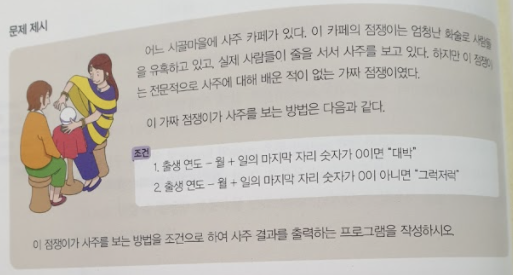 문제 제시
어느 시골마을에 사주 카페가 있다. 이 카페의 점쟁이는 엄청난 화술로 사람들
을 유혹하고 있고, 실제 사람들이 줄을 서서 사주를 보고 있다. 하지만 이 점쟁이
는 전문적으로 사주에 대해 배운 적이 없는 가짜 점쟁이였다.
이 가짜 점쟁이가 사주를 보는 방법은 다음과 같다.
조건
1. 출생 연도 – 월 + 일의 마지막 자리 숫자가 0이면 "대박"
2. 출생 연도 – 월 + 일의 마지막 자리 숫자가 0이 아니면 "그럭저럭"
이 점쟁이가 사주를 보는 방법을 조건으로 하여 사주 결과를 출력하는 프로그램을 작성하시오.